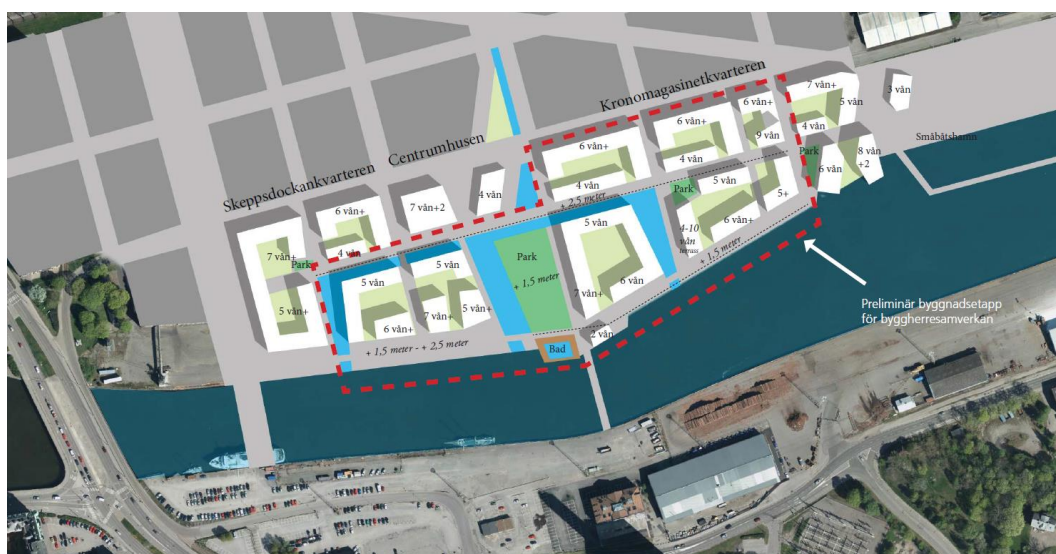 Skeppsdockankvarteren
Centrumhusen
Kronomagasinetkvarteren
7 vån+
5 vån+
Park
6 vån+
4 vån
7 vån+2
4 vån
5 vån
6 vån+
5 vån
7 vån+
5 vån+
+ 1,5 meter - + 2,5 meter
Park
+ 1,5 meter
Bad
2 vån
6 vån+
4 vån
+ 2,5 meter
5 vån
6 vån
7 vån+
6 vån+
4 vån
6 vån+
9 vån
Park
5 vån
6 vån+
5+
4-10
vån
terrass
+ 1,5 meter
7 vån+
5 vån
4 vån
Park
6 vån
8 vån
+2
3 vån
Småbåtshamn
Preliminär byggnadsetapp
för byggherresamverkan